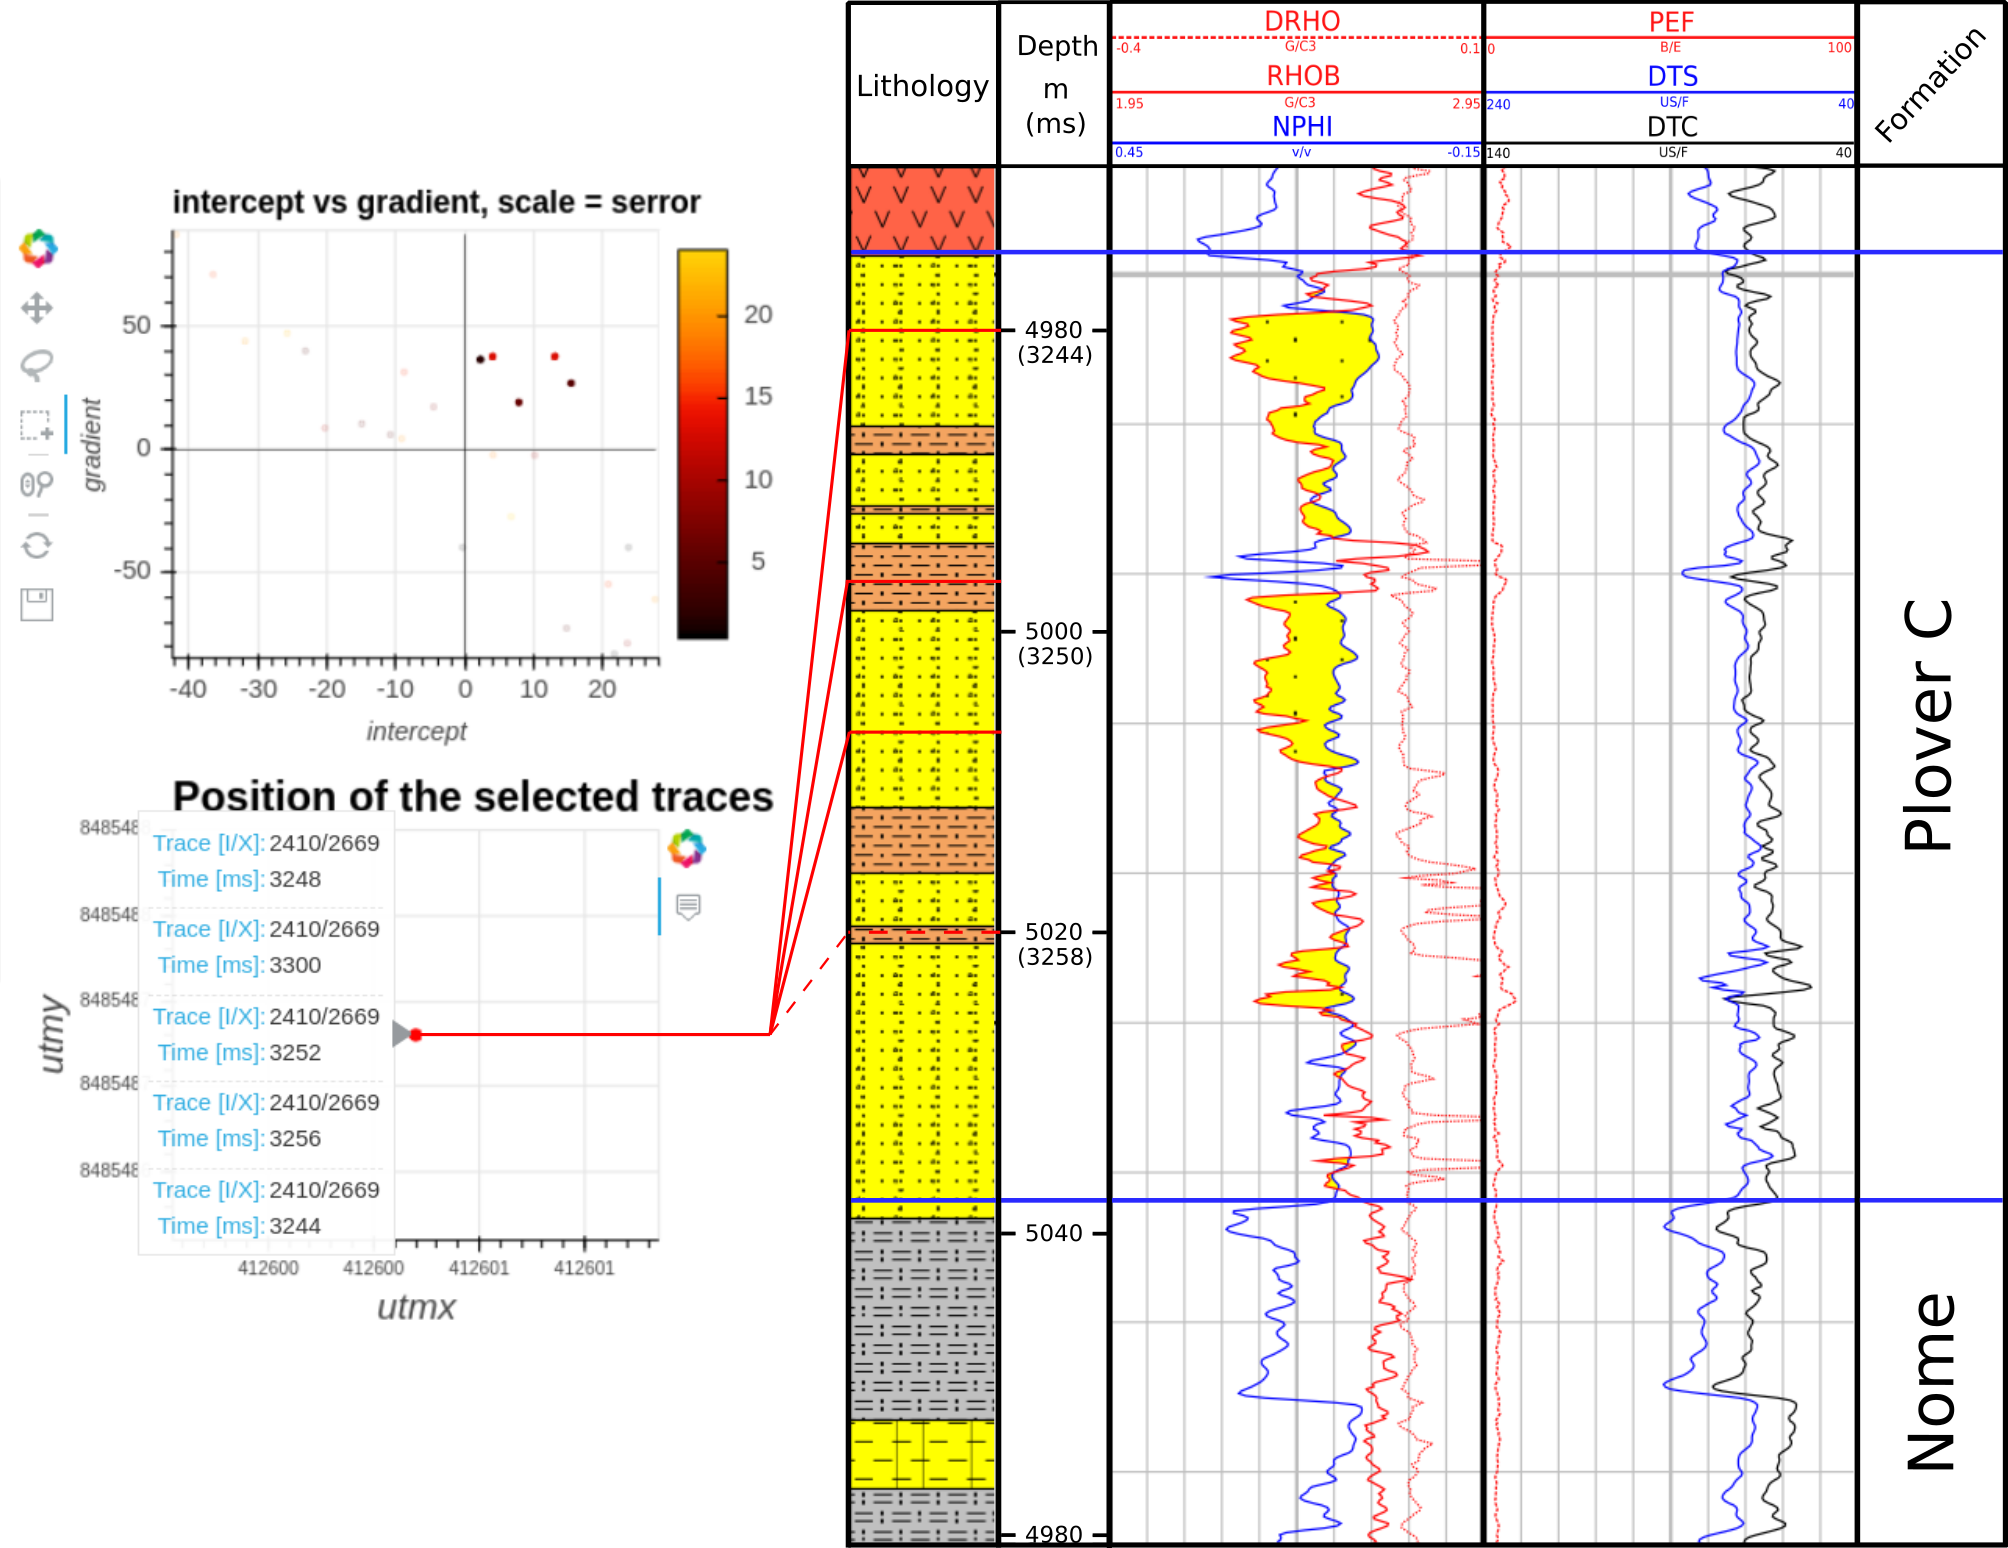 intercept vs gradient, scale = serror
gradient
50
0
-50
-40
-30
-20
-10
0
10
20
intercept
20
15
10
5
Position of the selected traces
utmy
848548
848548
848548
848548
848548
Trace [I/X]: 2410/2669
Time [ms]: 3248
Trace [I/X]: 2410/2669
Time [ms]: 3300
Trace [I/X]: 2410/2669
Time [ms]: 3252
Trace [I/X]: 2410/2669
Time [ms]: 3256
Trace [I/X]: 2410/2669
Time [ms]: 3244
412600
412600
412601
412601
utmx
Lithology
Depth
m
(ms)
DRHO
-0.4 G/C3 0.1
RHOB
1.95 G/C3 2.95
NPHI
0.45 v/v -0.15
PEF
0 B/E 100
DTS
240 US/F 40
DTC
140 US/F 40
Formation
4980
(3244)
5000
(3250)
5020
(3258)
5040
4980
Plover C
Nome